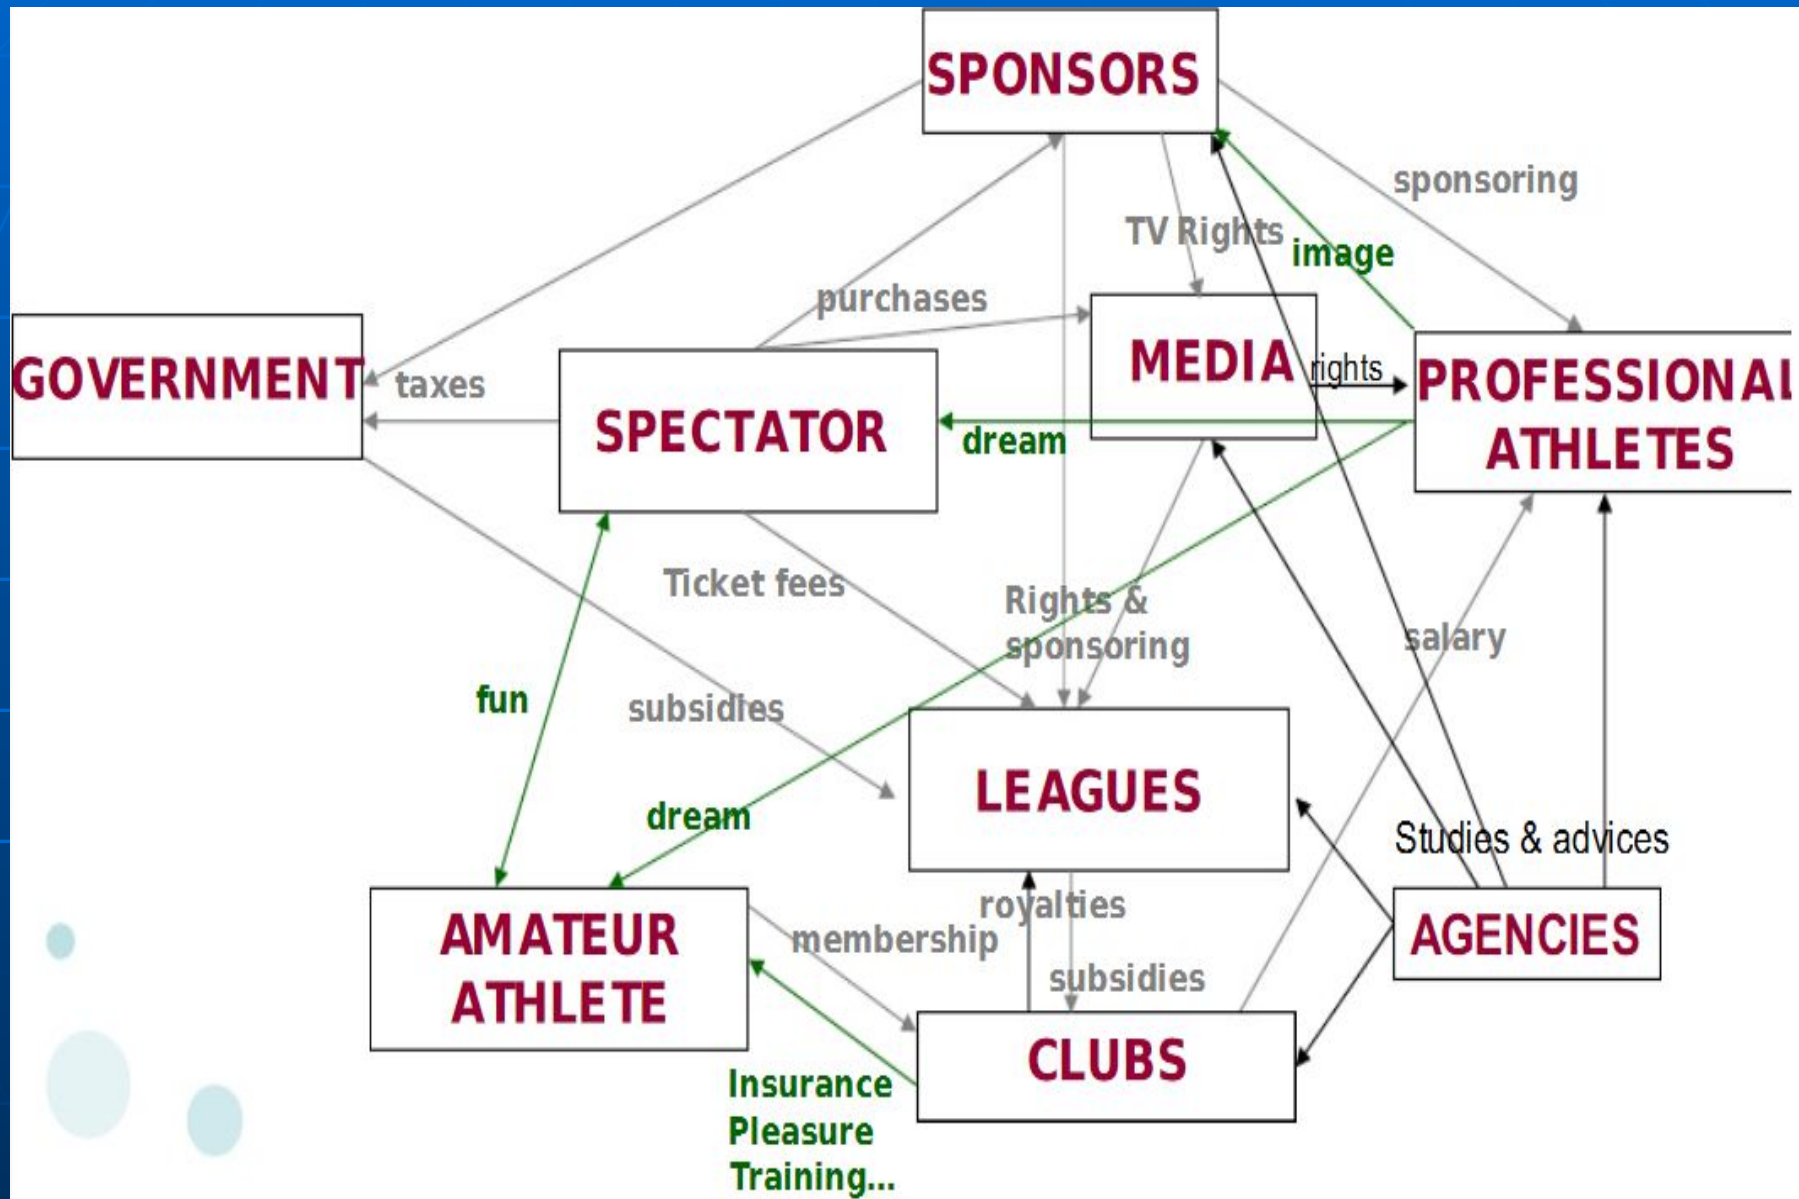 SPONSORS
sponsoring
TV Rights
image
purchases
GOVERNMENT
taxes
SPECTATOR
MEDIA
rights
PROFESSIONAL
ATHLETES
dream
Ticket fees
Rights &
sponsoring
salary
fun
subsidies
dream
LEAGUES
Studies & advices
royalties
AMATEUR
ATHLETE
membership
AGENCIES
subsidies
CLUBS
Insurance
Pleasure
Training...